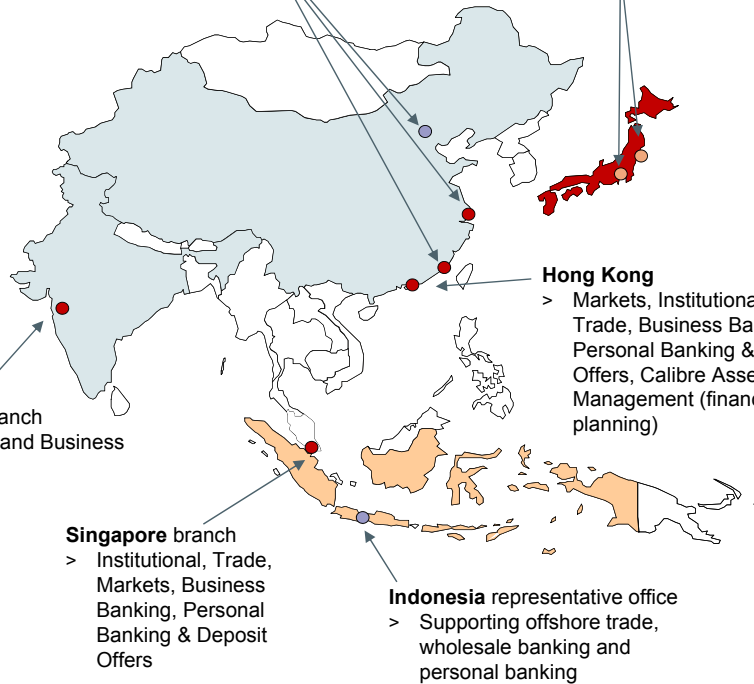 Hong Kong
> Markets, Institutiona
Trade, Business Ba
Personal Banking &
Offers, Calibre Asse
Management (financ
planning)
anch
and Business
Singapore branch
> Institutional, Trade,
Markets, Business
Banking, Personal
Banking & Deposit
Offers
Indonesia representative office
> Supporting offshore trade,
wholesale banking and
personal banking